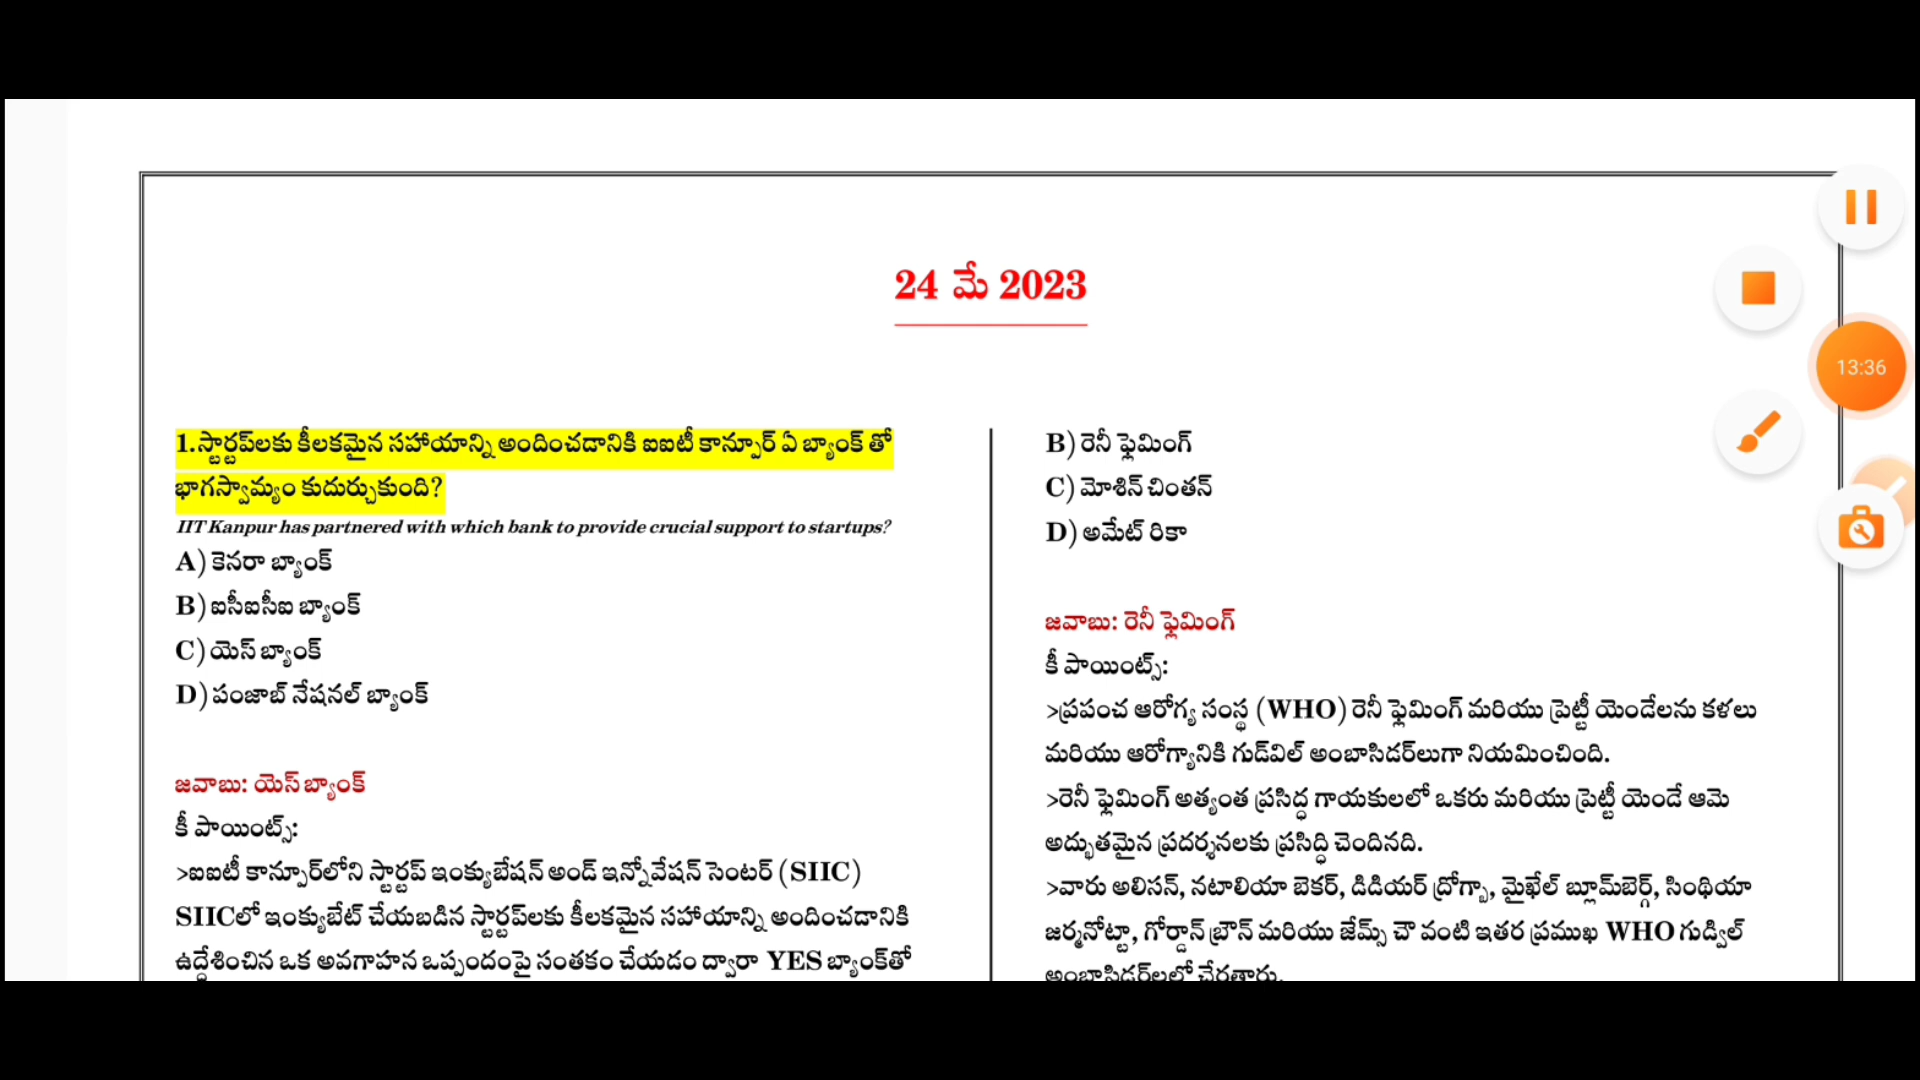 24 మే 2023
1.స్టార్టప్‌లకు కీలకమైన సహాయాన్ని అందించడానికి ఐఐటీ కాన్పూర్ ఏ బ్యాంక్ తో
భాగస్వామ్యం కుదుర్చుకుంది?
IIT Kanpur has partnered with which bank to provide crucial support to startups?
A) కెనరా బ్యాంక్
B) ఐసీఐసీఐ బ్యాంక్
C) యెస్ బ్యాంక్
D) పంజాబ్ నేషనల్ బ్యాంక్
జవాబు: యెస్ బ్యాంక్
కీ పాయింట్స్:
>ఐఐటీ కాన్పూర్‌లోని స్టార్టప్ ఇంక్యుబేషన్ అండ్ ఇన్నోవేషన్ సెంటర్ (SIIC)
SIICలో ఇంక్యుబేట్ చేయబడిన స్టార్టప్‌లకు కీలకమైన సహాయాన్ని అందించడానికి
ఉద్దేశించిన ఒక అవగాహన ఒప్పందంపై సంతకం చేయడం ద్వారా YES బ్యాంక్‌తో
B) రెనీ ఫ్లెమింగ్
C) మోశిన్ చింతన్
D) అమేట్ రికా
జవాబు: రెనీ ఫ్లెమింగ్
కీ పాయింట్స్:
>ప్రపంచ ఆరోగ్య సంస్థ (WHO) రెనీ ఫ్లెమింగ్ మరియు ప్రెట్టీ యెండేలను కళలు
మరియు ఆరోగ్యానికి గుడ్‌విల్ అంబాసిడర్‌లుగా నియమించింది.
>రెనీ ఫ్లెమింగ్ అత్యంత ప్రసిద్ధ గాయకులలో ఒకరు మరియు ప్రెట్టీ యెండే ఆమె
అద్భుతమైన ప్రదర్శనలకు ప్రసిద్ధి చెందినది.
>వారు అలిసన్, నటాలియా బెకర్, డిడియర్ ద్రోగ్బా, మైఖేల్ బ్లూమ్‌బెర్గ్, సింథియా
జర్మనోట్టా, గోర్డాన్ బ్రౌన్ మరియు జేమ్స్ చౌ వంటి ఇతర ప్రముఖ WHO గుడ్విల్
అంబాసిడర్‌లలో చేరతారు.
13:36